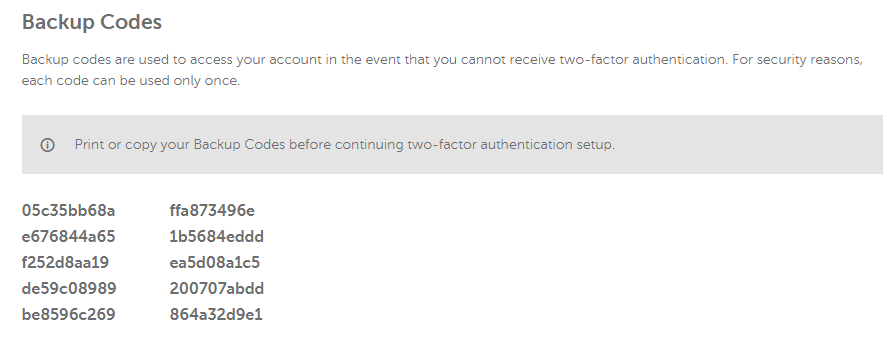 Backup Codes
Backup codes are used to access your account in the event that you cannot receive two-factor authentication. For security reasons,
each code can be used only once.
Print or copy your Backup Codes before continuing two-factor authentication setup.
05c35bb68a ffa873496e
e676844a65 1b5684eddd
f252d8aa19 ea5d08a1c5
de59c08989 200707abdd
be8596c269 864a32d9e1